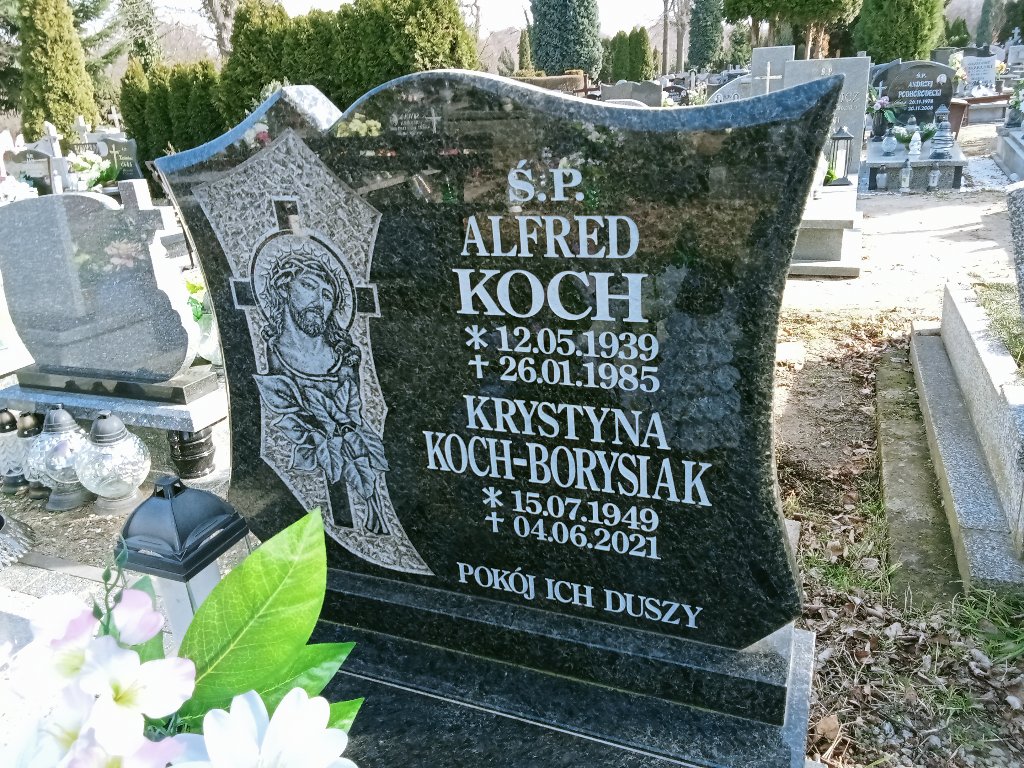 Ś.P.
ALFRED
KOCH
* 12.05.1939
† 26.01.1985
KRYSTYNA
KOCH-BORYSIAK
* 15.07.1949
† 04.06.2021
POKÓJ ICH DUSZY
Ś.P.
ANDRZEJ